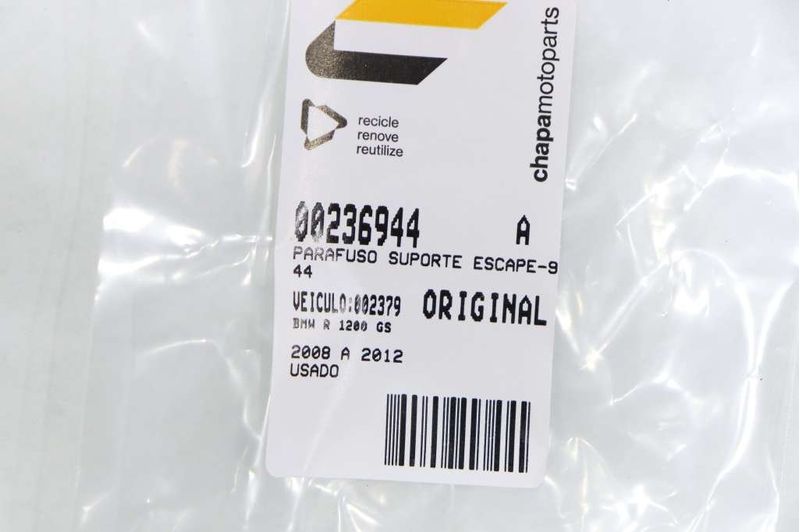 chapamotoparts
recicle
renove
reutilize
00236944 A
PARAFUSO SUPORTE ESCAPE-9
44
VEICULO:002379 ORIGINAL
BMW R 1200 GS
2008 A 2012
USADO